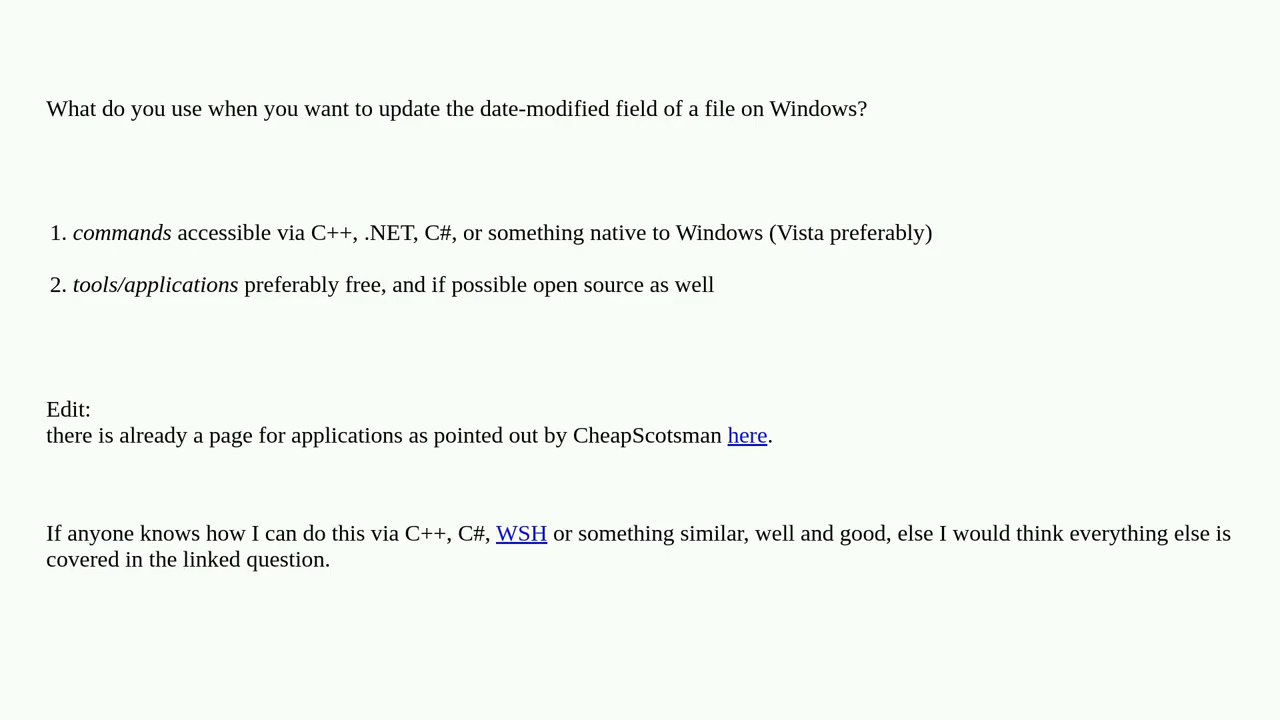 What do you use when you want to update the date-modified field of a file on Windows?
1. commands accessible via C++, .NET, C#, or something native to Windows (Vista preferably)
2. tools/applications preferably free, and if possible open source as well
Edit:
there is already a page for applications as pointed out by CheapScotsman here.
If anyone knows how I can do this via C++, C#, WSH or something similar, well and good, else I would think everything else is
covered in the linked question.